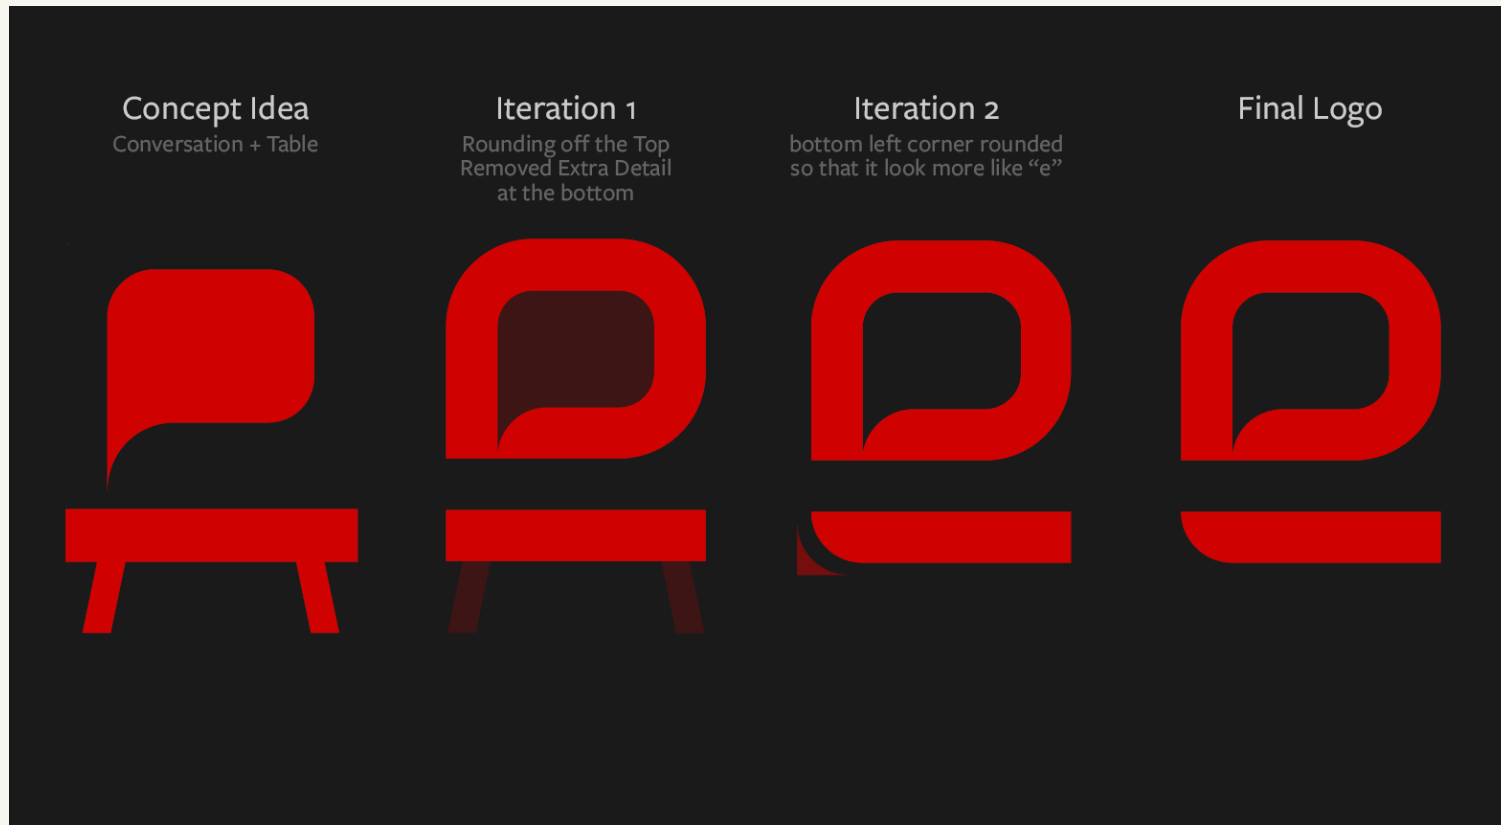 Concept Idea
Conversation + Table
Iteration 1
Rounding off the Top
Removed Extra Detail
at the bottom
Iteration 2
bottom left corner rounded
so that it look more like “e”
Final Logo